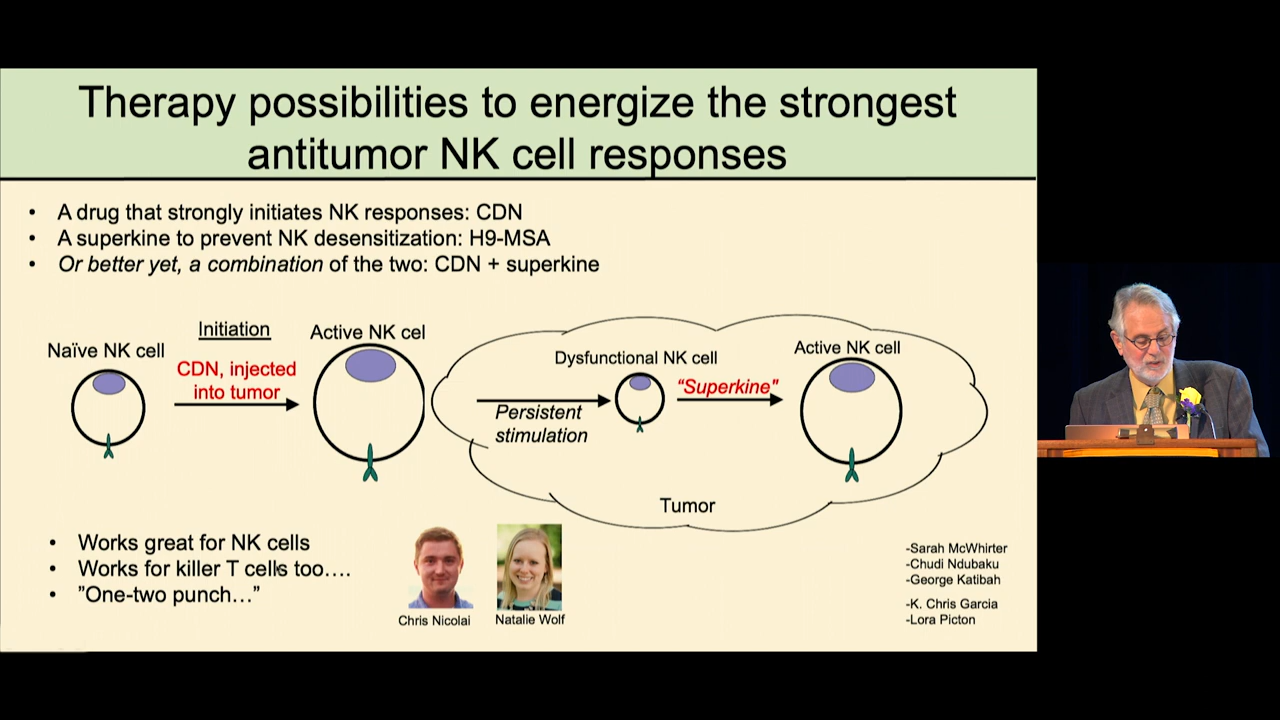 Therapy possibilities to energize the strongest
antitumor NK cell responses
• A drug that strongly initiates NK responses: CDN
• A superkine to prevent NK desensitization: H9-MSA
• Or better yet, a combination of the two: CDN + superkine
Naïve NK cell
Initiation
CDN, injected
into tumor
Active NK cel
Persistent
stimulation
Dysfunctional NK cell
“Superkine"
Active NK cell
Tumor
• Works great for NK cells
• Works for killer T cells too….
• ”One-two punch…”
Chris Nicolai
Natalie Wolf
-Sarah McWhirter
-Chudi Ndubaku
-George Katibah
-K. Chris Garcia
-Lora Picton